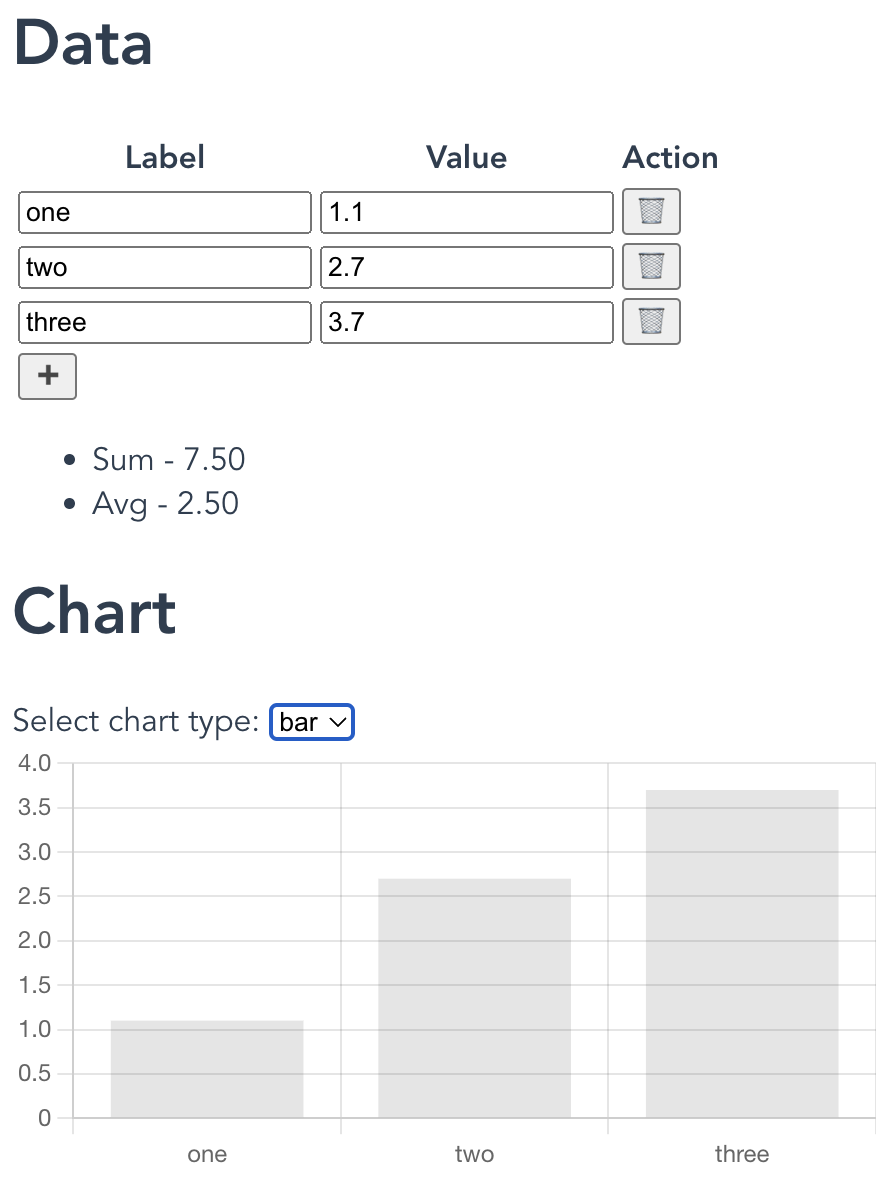 Data
Label Value Action
one 1.1
two 2.7
three 3.7
+
Sum - 7.50
Avg - 2.50
Chart
Select chart type: bar
4.0
3.5
3.0
2.5
2.0
1.5
1.0
0.5
0
one two three